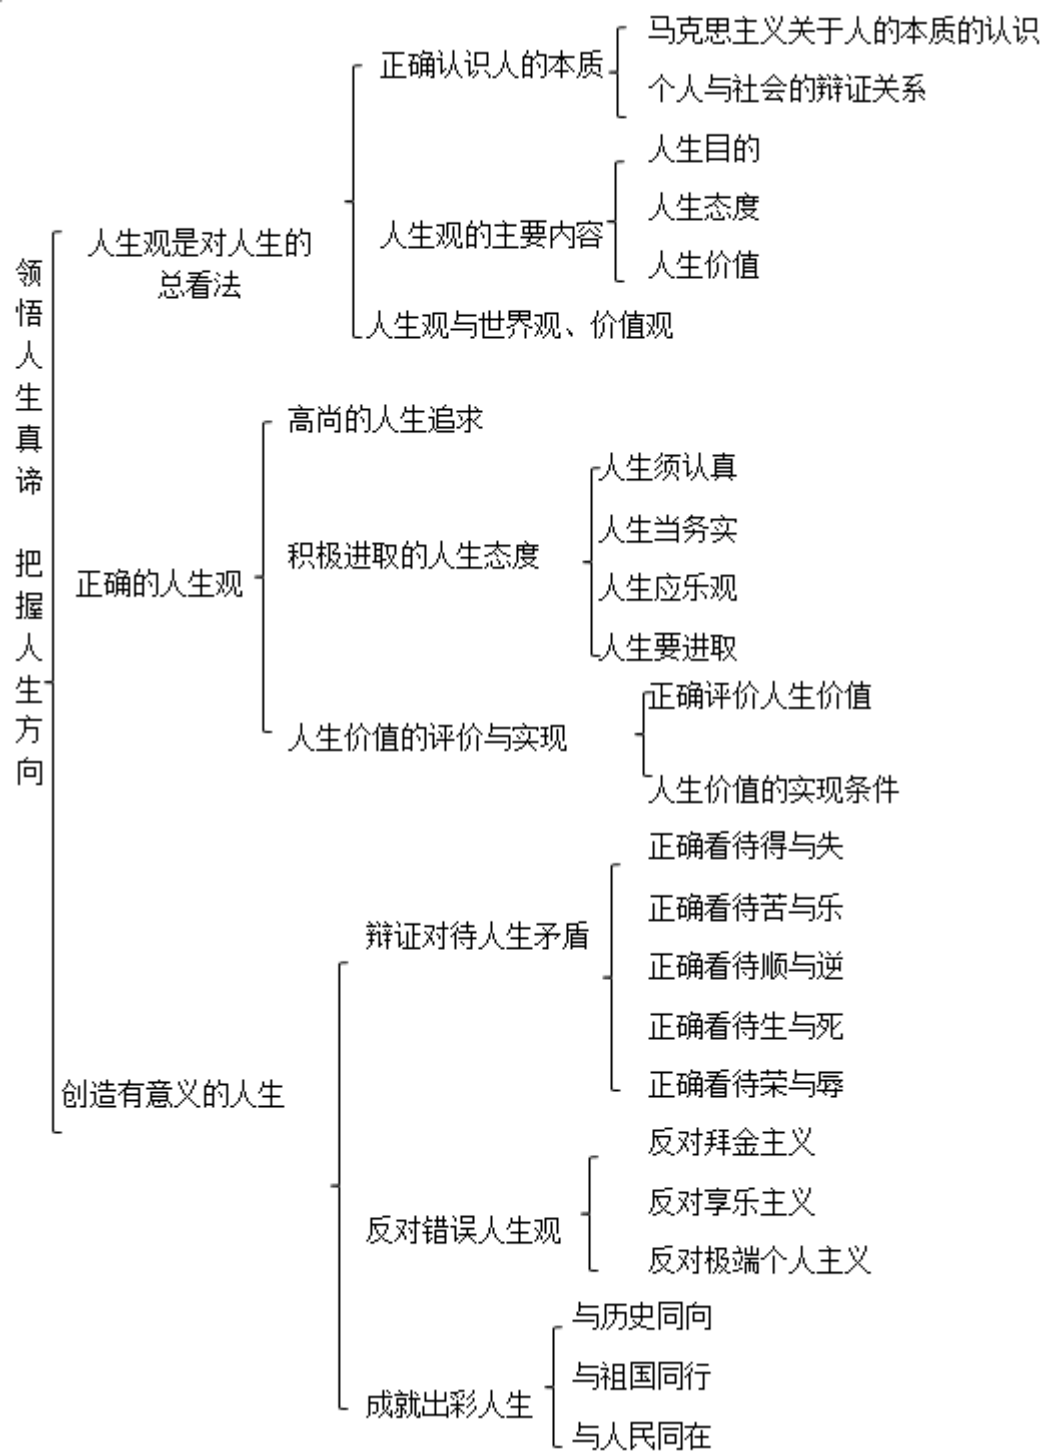 领悟人生真谛 把握人生方向
人生观是对人生的
总看法
正确认识人的本质
马克思主义关于人的本质的认识
个人与社会的辩证关系
人生观的主要内容
人生目的
人生态度
人生价值
人生观与世界观、价值观
正确的人生观
高尚的人生追求
积极进取的人生态度
人生须认真
人生当务实
人生应乐观
人生要进取
人生价值的评价与实现
正确评价人生价值
人生价值的实现条件
创造有意义的人生
辩证对待人生矛盾
正确看待得与失
正确看待苦与乐
正确看待顺与逆
正确看待生与死
正确看待荣与辱
反对错误人生观
反对拜金主义
反对享乐主义
反对极端个人主义
成就出彩人生
与历史同向
与祖国同行
与人民同在